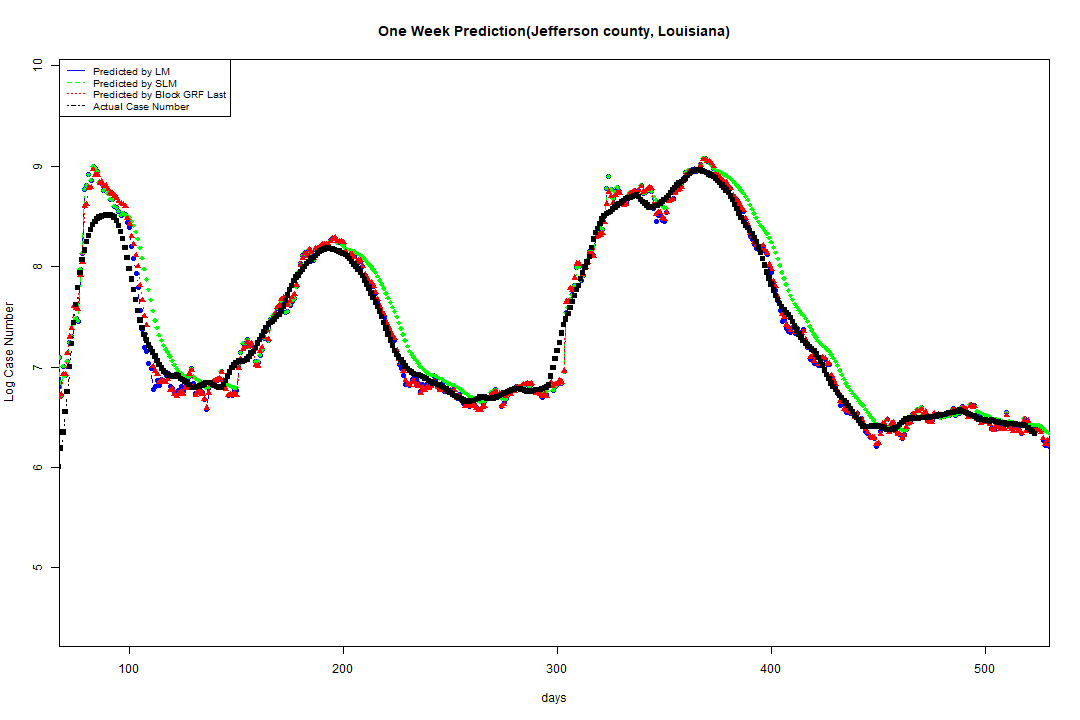 One Week Prediction(Jefferson county, Louisiana)
Predicted by LM
Predicted by SLM
Predicted by Block GRF Last
Actual Case Number
Log Case Number
10
9
8
7
6
5
100 200 300 400 500
days